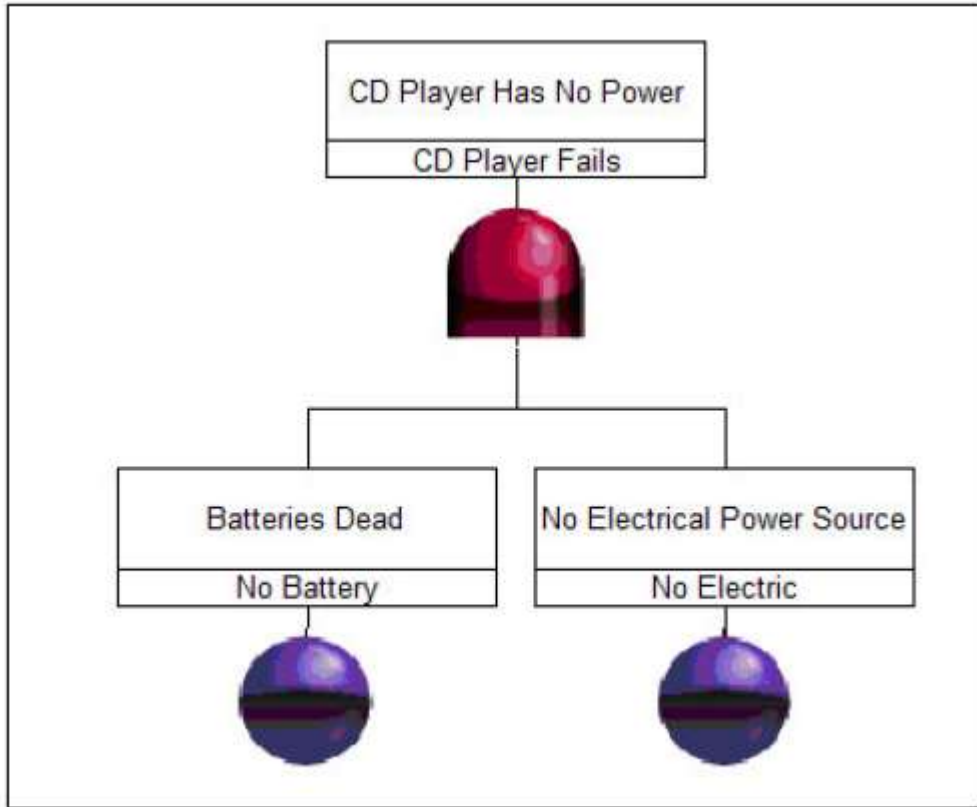 CD Player Has No Power
CD Player Fails
Batteries Dead
No Battery
No Electrical Power Source
No Electric